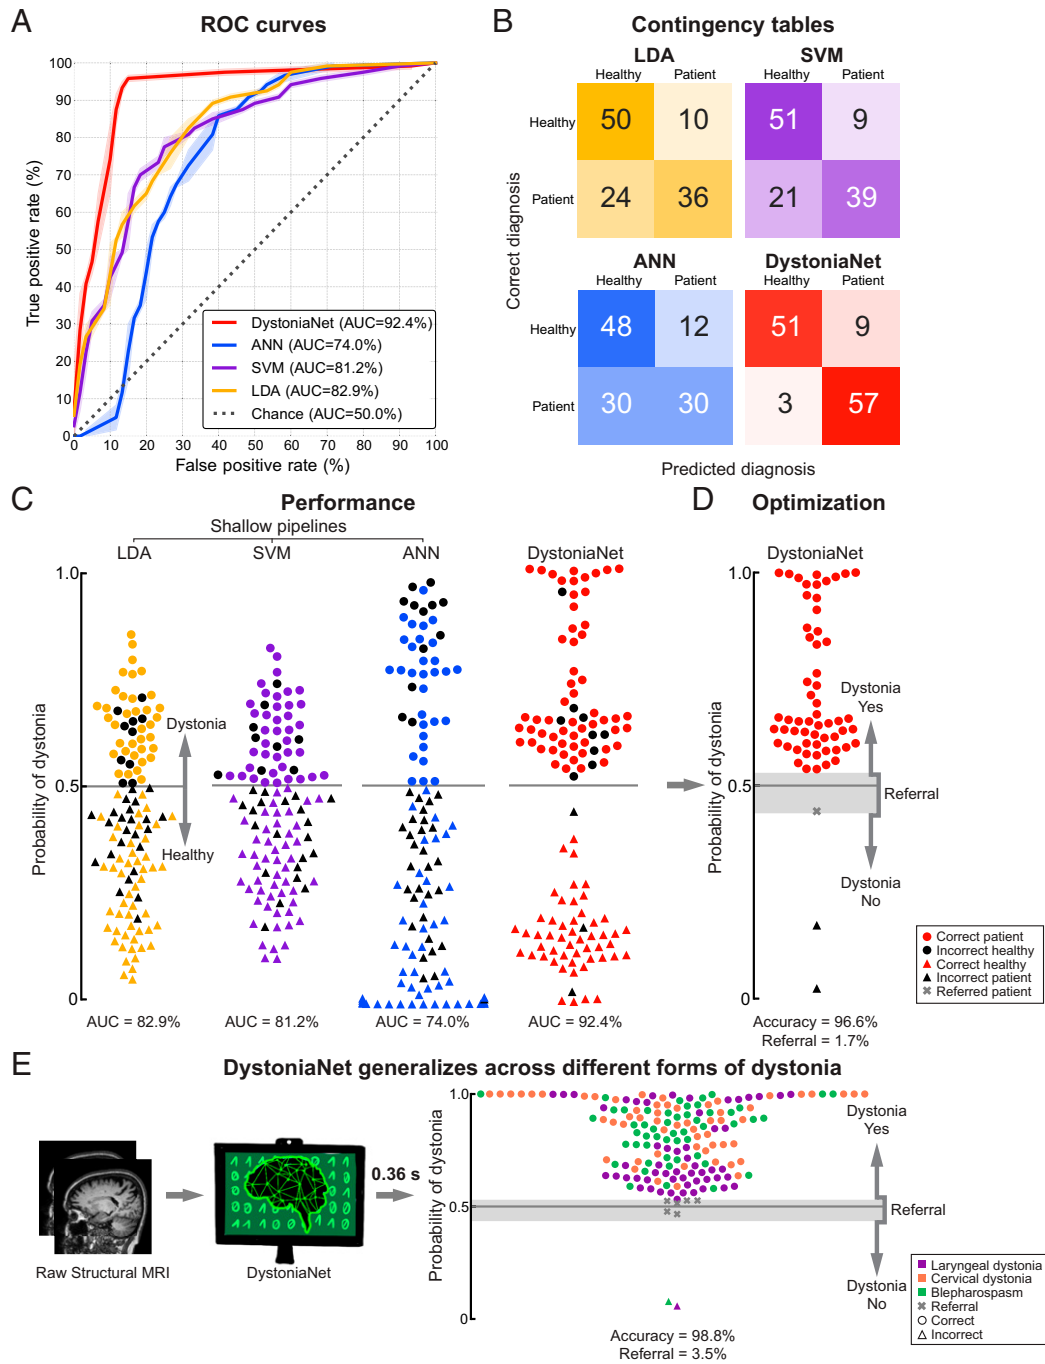 A
ROC curves
100
90
80
70
60
50
40
30
20
10
0
True positive rate (%)
0 10 20 30 40 50 60 70 80 90 100
False positive rate (%)
DystoniaNet (AUC=92.4%)
ANN (AUC=74.0%)
SVM (AUC=81.2%)
LDA (AUC=82.9%)
Chance (AUC=50.0%)
B
Contingency tables
LDA
SVM
Healthy Patient
Healthy Patient
Healthy
50 10
51 9
Patient
24 36
21 39
ANN
DystoniaNet
Healthy Patient
Healthy Patient
Healthy
48 12
51 9
Patient
30 30
3 57
Correct diagnosis
Predicted diagnosis
C
Performance
Shallow pipelines
LDA
SVM
ANN
DystoniaNet
1.0
0.5
0
Probability of dystonia
Dystonia
Healthy
AUC = 82.9%
AUC = 81.2%
AUC = 74.0%
AUC = 92.4%
D
Optimization
DystoniaNet
1.0
0.5
0
Probability of dystonia
Dystonia
Yes
Referral
Dystonia
No
Accuracy = 96.6%
Referral = 1.7%
Correct patient
Incorrect healthy
Correct healthy
Incorrect patient
Referred patient
E
DystoniaNet generalizes across different forms of dystonia
Raw Structural MRI
DystoniaNet
0.36 s
1.0
0.5
0
Probability of dystonia
Dystonia
Yes
Referral
Dystonia
No
Accuracy = 98.8%
Referral = 3.5%
Laryngeal dystonia
Cervical dystonia
Blepharospasm
Referral
Correct
Incorrect